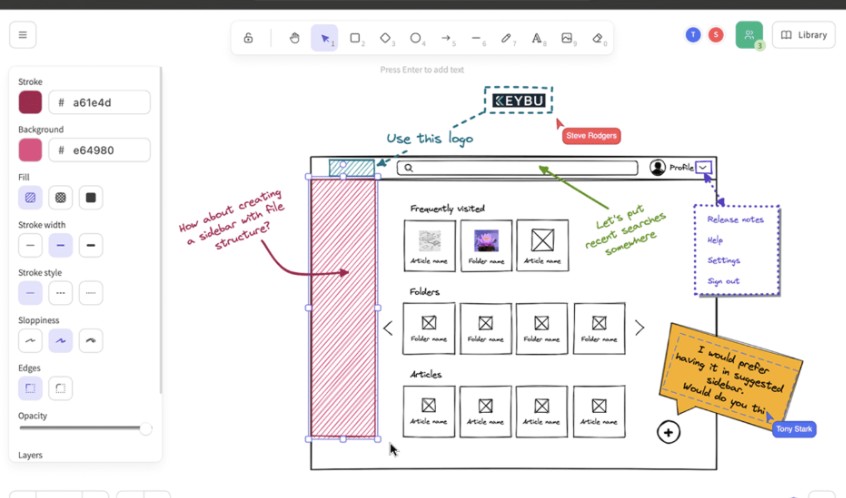 1
2
3
4
5
6
7
8
9
0
T
S
3
Library
Press Enter to add text
Stroke
# a61e4d
Background
# e64980
Fill
Stroke width
Stroke style
Sloppiness
Edges
Opacity
Layers
KEYBU
Steve Rodgers
Use this logo
Profile
How about creating
a sidebar with file
structure?
Let's put
recent searches
somewhere
Release notes
Help
Settings
Sign out
Frequently visited
Article name
Folder name
Article name
Folders
Folder name
Folder name
Folder name
Folder name
Articles
Article name
Article name
Article name
Article name
I would prefer
having it in suggested
sidebar.
Would do you thi
Tony Stark